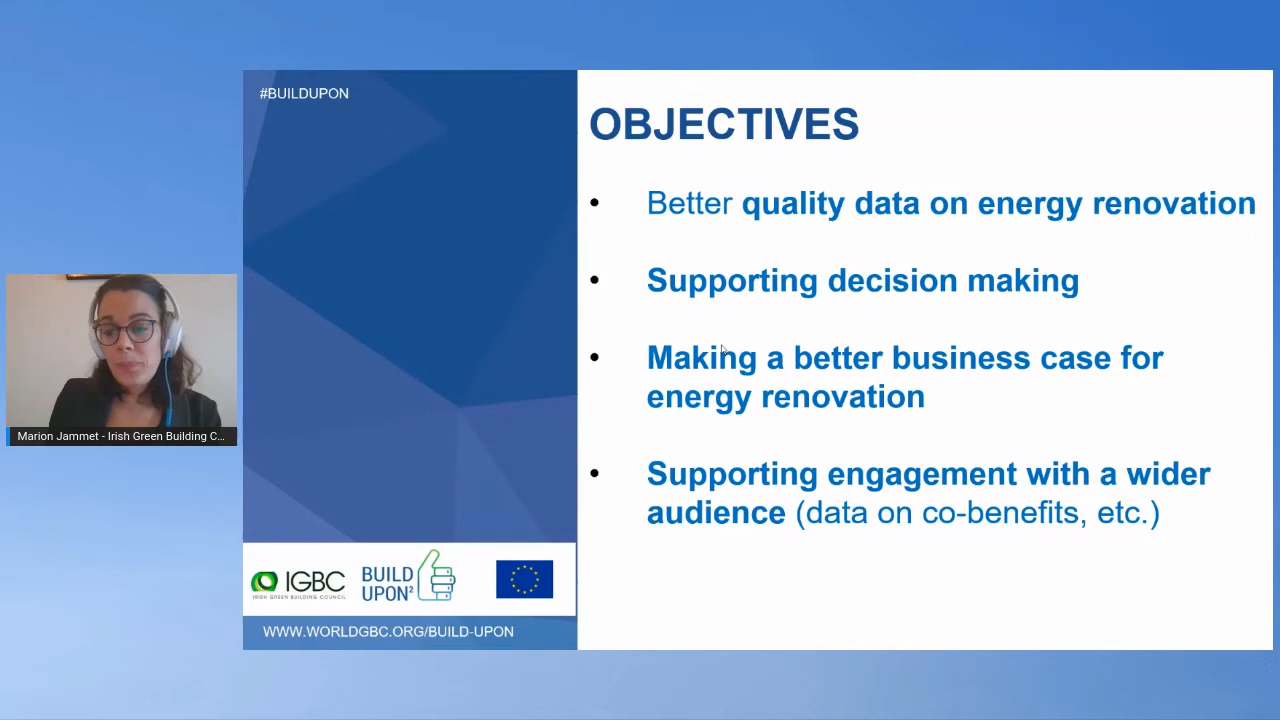 #BUILDUPON
OBJECTIVES
• Better quality data on energy renovation
• Supporting decision making
• Making a better business case for
energy renovation
• Supporting engagement with a wider
audience (data on co-benefits, etc.)
Marion Jammet - Irish Green Building C...
IGBC
IRISH GREEN BUILDING COUNCIL
BUILD
UPON²
WWW.WORLDGBC.ORG/BUILD-UPON